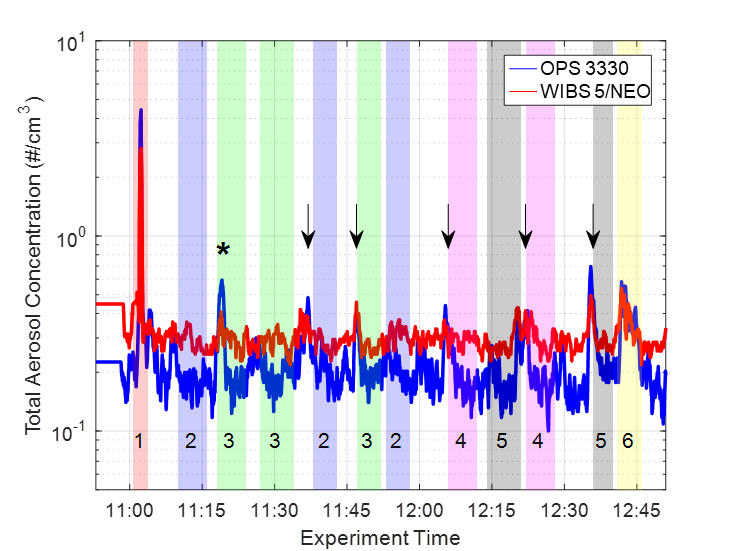 Total Aerosol Concentration (#/cm³)
10¹
10⁰
10⁻¹
OPS 3330
WIBS 5/NEO
*
1 2 3 3 2 3 2 4 5 4 5 6
11:00 11:15 11:30 11:45 12:00 12:15 12:30 12:45
Experiment Time